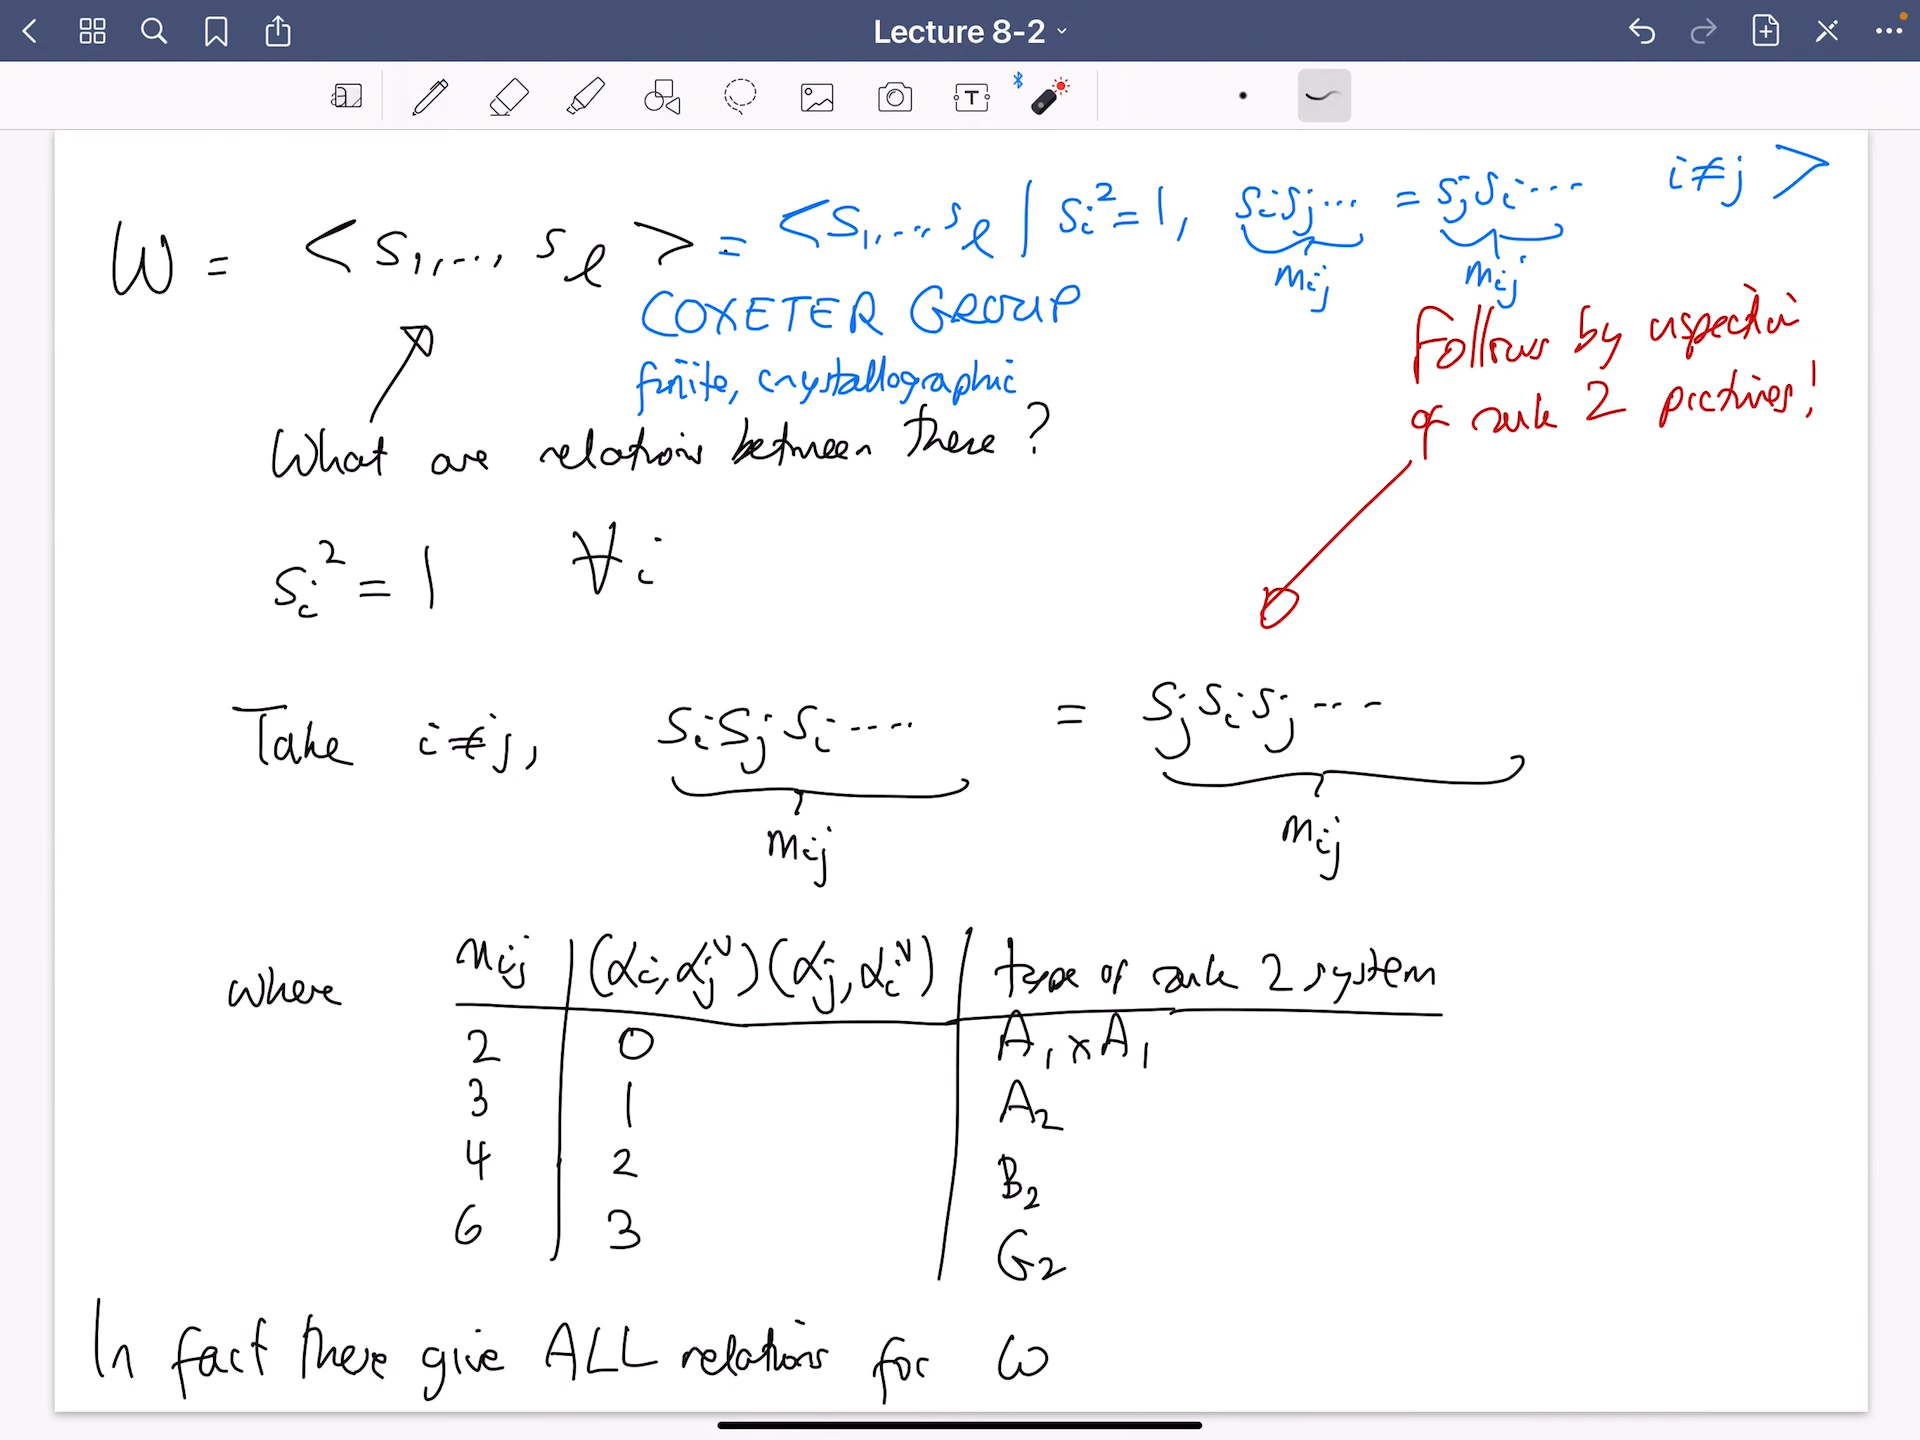 Lecture 8-2
W = < s₁,..., s_ℓ > = < s₁,..., s_ℓ | sᵢ² = 1, sᵢsⱼ... = sⱼsᵢ... i≠j >
mᵢⱼ mᵢⱼ
COXETER GROUP
finite, crystallographic
Follows by inspection
of rank 2 pictures!
What are relations between these?
sᵢ² = 1 ∀i
Take i≠j, sᵢsⱼsᵢ.... = sⱼsᵢsⱼ...
mᵢⱼ mᵢⱼ
where mᵢⱼ | (αᵢ, αⱼ^∨)(αⱼ, αᵢ^∨) | type of rank 2 system
2 0 A₁ × A₁
3 1 A₂
4 2 B₂
6 3 G₂
In fact these give ALL relations for W